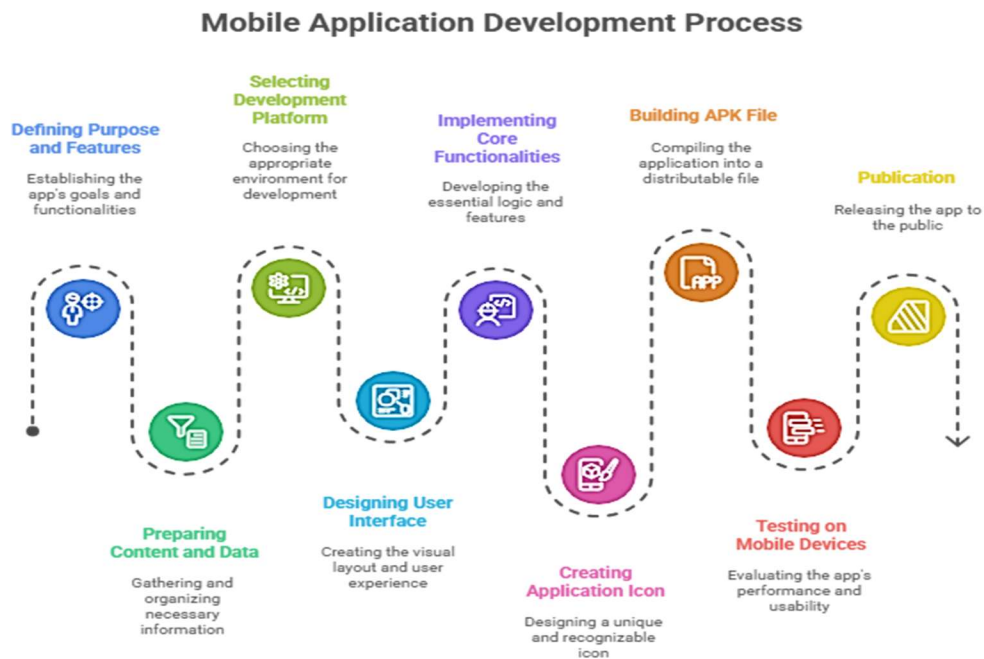 Mobile Application Development Process
Defining Purpose
and Features
Establishing the
app's goals and
functionalities
Preparing
Content and Data
Gathering and
organizing
necessary
information
Selecting
Development
Platform
Choosing the
appropriate
environment for
development
Designing User
Interface
Creating the visual
layout and user
experience
Implementing
Core
Functionalities
Developing the
essential logic and
features
Creating
Application Icon
Designing a unique
and recognizable
icon
Building APK File
Compiling the
application into a
distributable file
APP
Testing on
Mobile Devices
Evaluating the app's
performance and
usability
Publication
Releasing the app to
the public